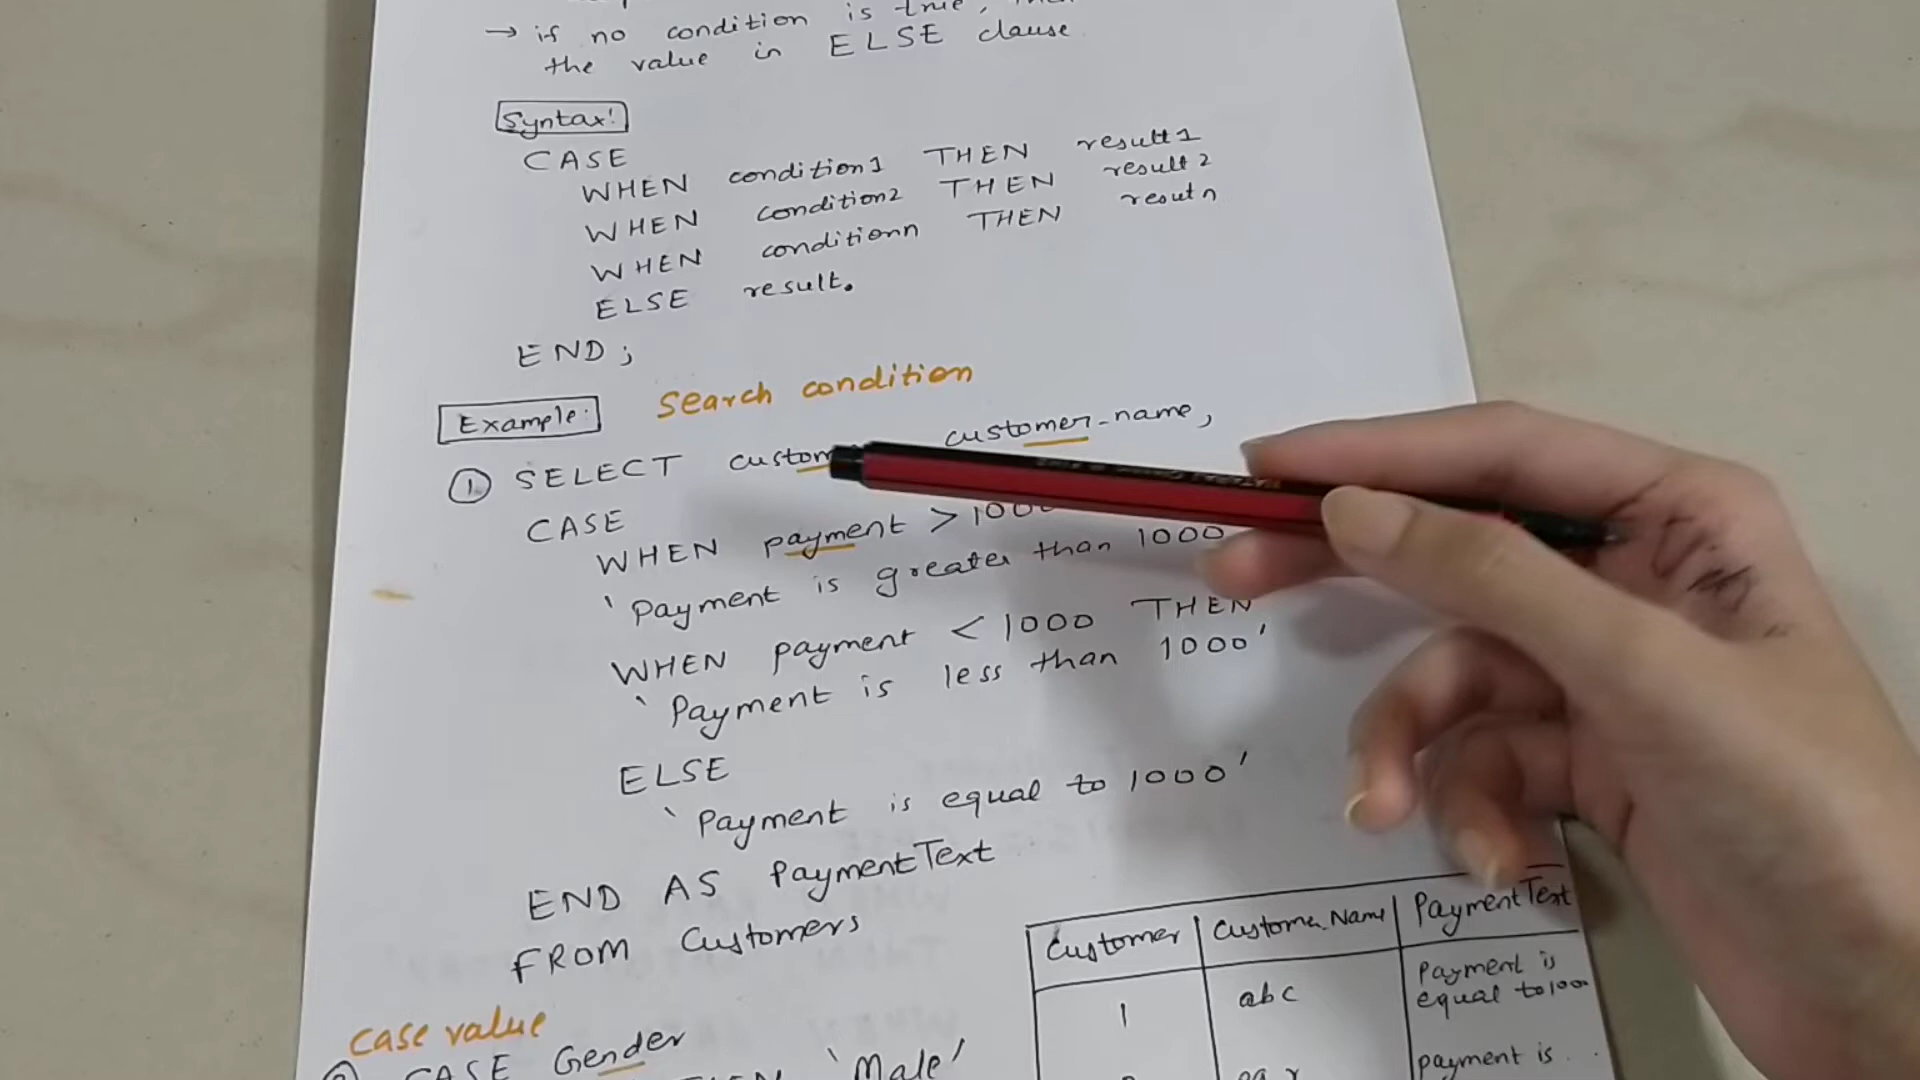 → if no condition is true,
the value in ELSE clause
Syntax:
CASE
WHEN condition1 THEN result1
WHEN condition2 THEN result2
WHEN conditionn THEN resutn
ELSE result.
END;
Example: Search condition
① SELECT customer_name,
CASE
WHEN payment > 1000
'Payment is greater than 1000
WHEN payment < 1000 THEN
'Payment is less than 1000'
ELSE
'Payment is equal to 1000'
END AS PaymentText
FROM Customers
Customer Custome_Name PaymentText
1 abc Payment is
equal to 1000
payment is ..
case value
CASE Gender
'Male'